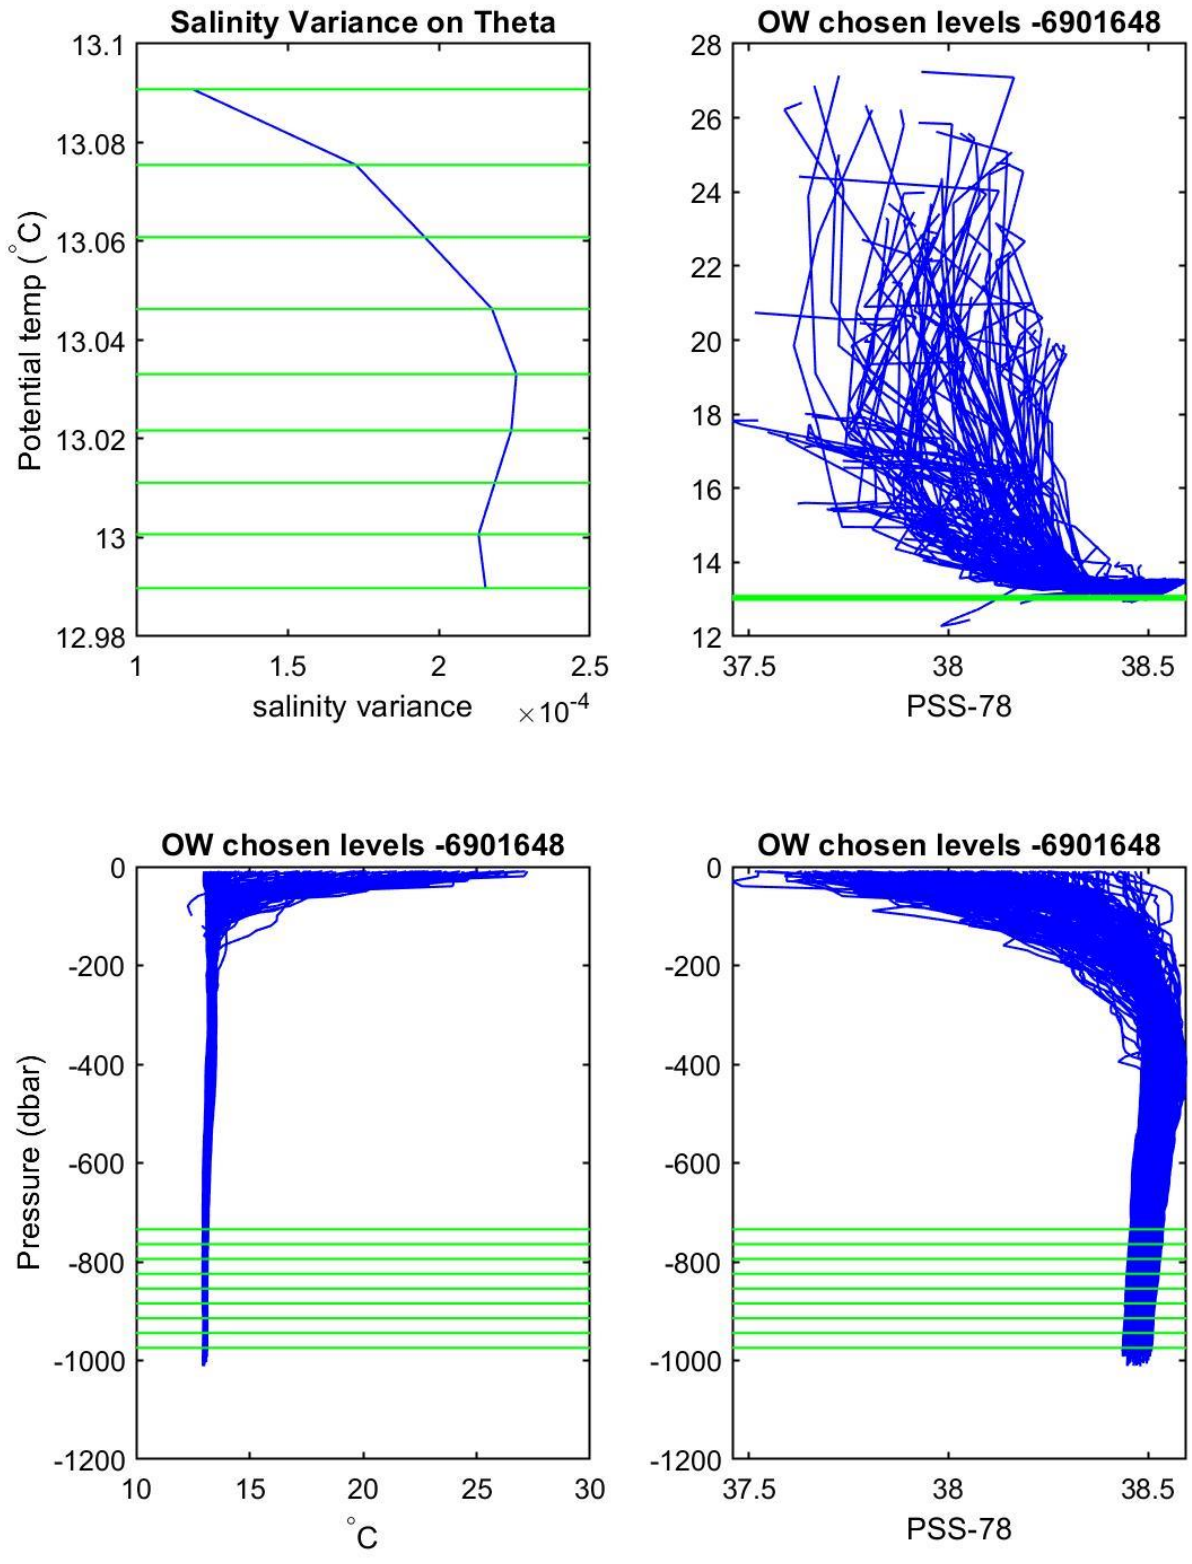 Salinity Variance on Theta
13.1
13.08
13.06
13.04
13.02
13
12.98
Potential temp (°C)
1 1.5 2 2.5
salinity variance ×10-4
OW chosen levels -6901648
28
26
24
22
20
18
16
14
12
37.5 38 38.5
PSS-78
OW chosen levels -6901648
0
-200
-400
-600
-800
-1000
-1200
Pressure (dbar)
10 15 20 25 30
°C
OW chosen levels -6901648
0
-200
-400
-600
-800
-1000
-1200
37.5 38 38.5
PSS-78